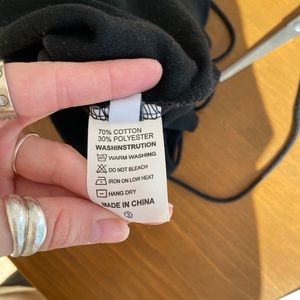 70% COTTON
30% POLYESTER
WASHINSTRUTION
WARM WASHING
DO NOT BLEACH
IRON ON LOW HEAT
HANG DRY
MADE IN CHINA
③